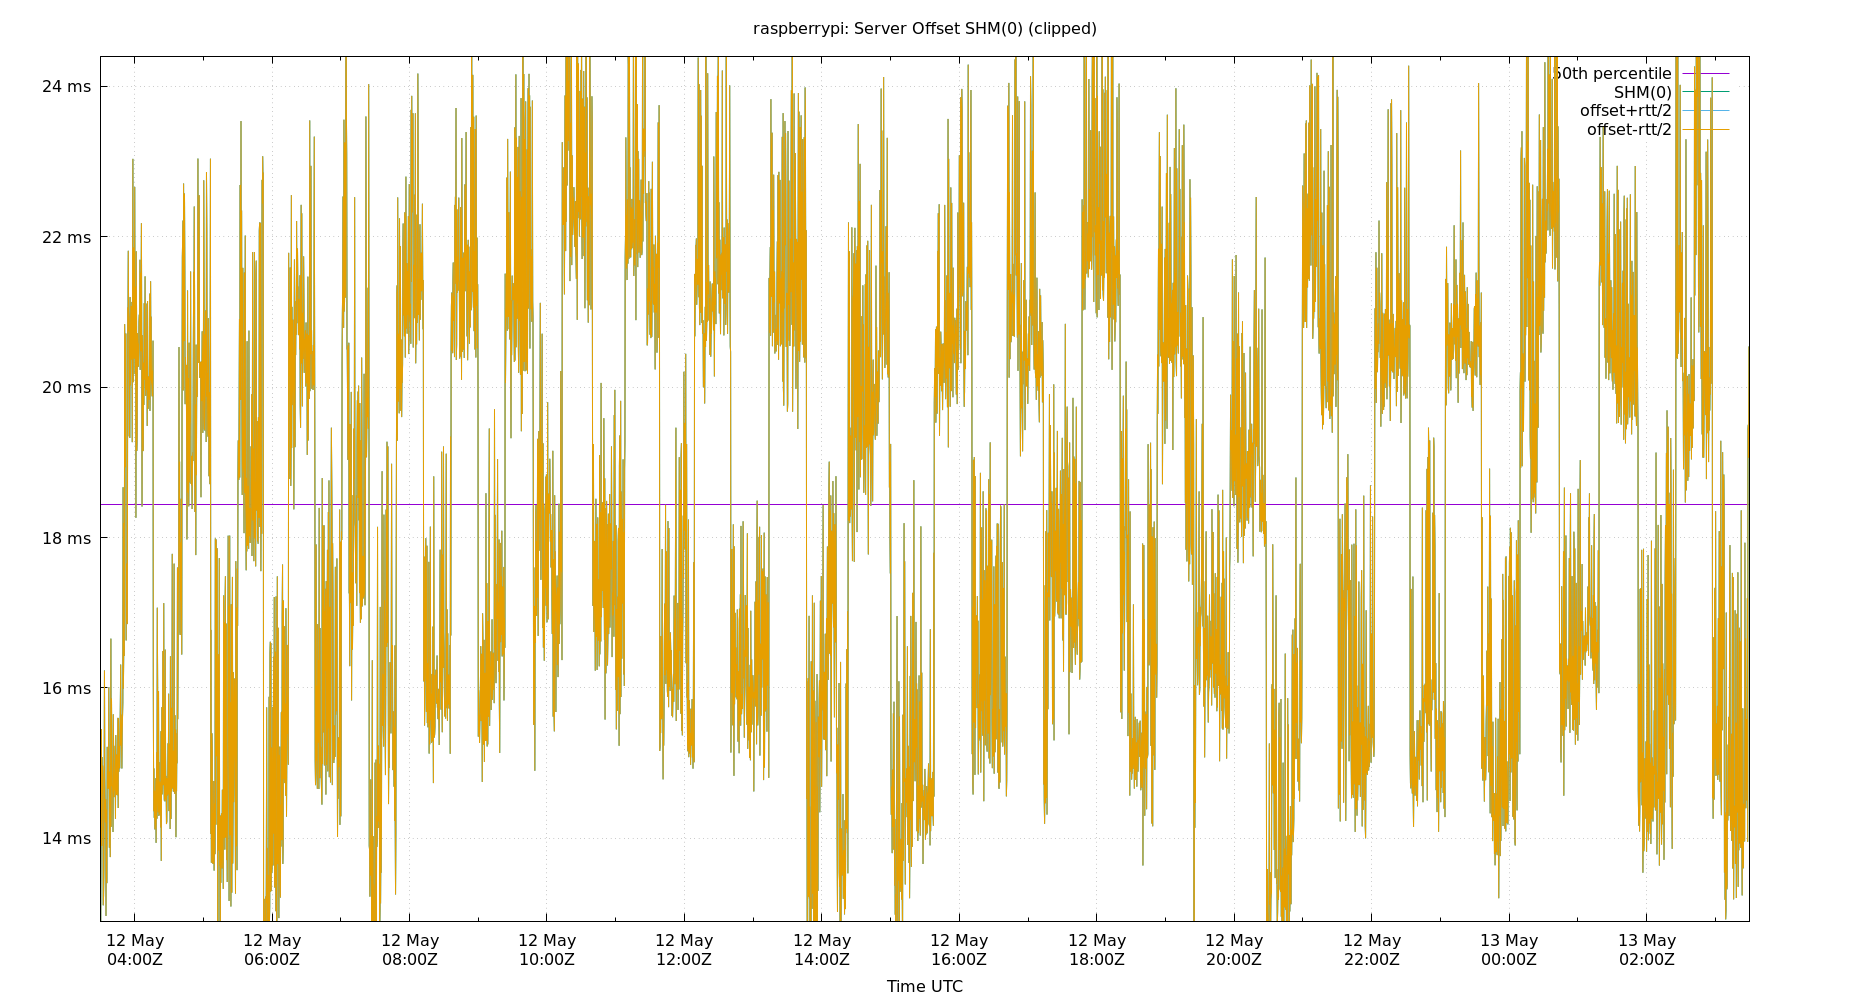 raspberrypi: Server Offset SHM(0) (clipped)
24 ms
22 ms
20 ms
18 ms
16 ms
14 ms
50th percentile
SHM(0)
offset+rtt/2
offset-rtt/2
12 May 04:00Z
12 May 06:00Z
12 May 08:00Z
12 May 10:00Z
12 May 12:00Z
12 May 14:00Z
12 May 16:00Z
12 May 18:00Z
12 May 20:00Z
12 May 22:00Z
13 May 00:00Z
13 May 02:00Z
Time UTC